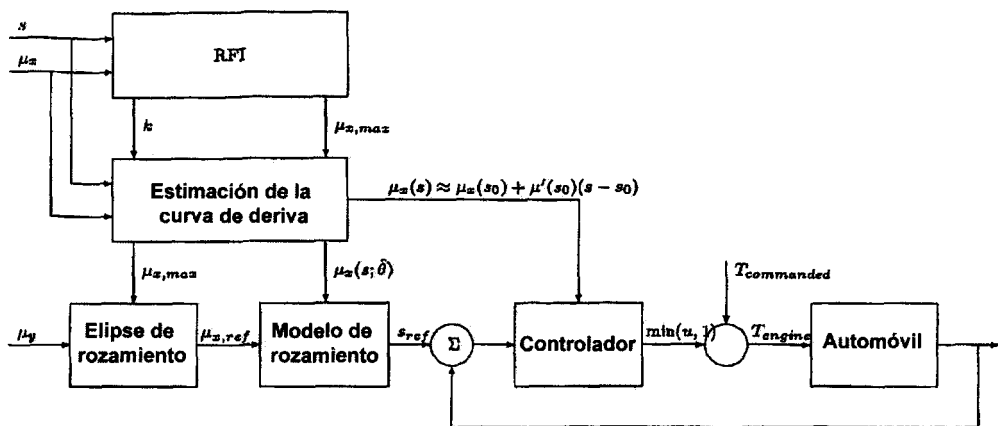 s
RFI
μx
k
μx,max
Estimación de la
curva de deriva
μx(s) ≈ μx(s0) + μ′(s0)(s − s0)
μx,max
μx(s; θ̂)
Tcommanded
μy
Elipse de
rozamiento
μx,ref
Modelo de
rozamiento
sref
Σ
Controlador
min(u, 1)
Tengine
Automóvil